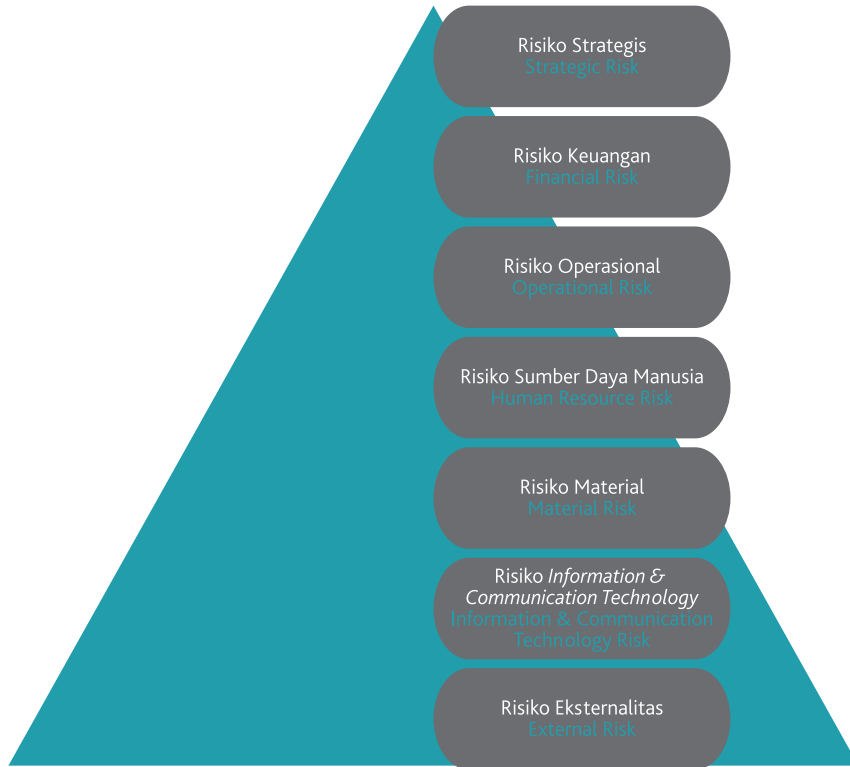 Risiko Strategis
Strategic Risk
Risiko Keuangan
Financial Risk
Risiko Operasional
Operational Risk
Risiko Sumber Daya Manusia
Human Resource Risk
Risiko Material
Material Risk
Risiko Information &
Communication Technology
Information & Communication
Technology Risk
Risiko Eksternalitas
External Risk